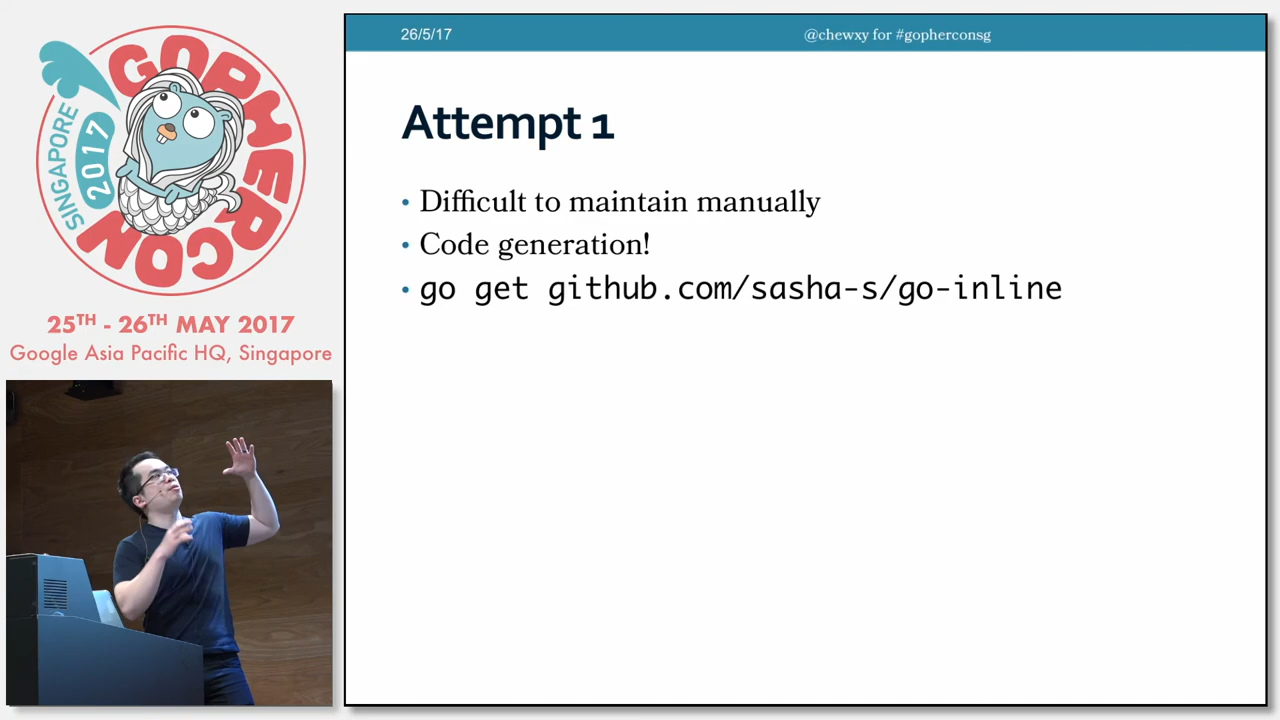 GOPHERCON
SINGAPORE
2017
25TH - 26TH MAY 2017
Google Asia Pacific HQ, Singapore
26/5/17
@chewxy for #gopherconsg
Attempt 1
• Difficult to maintain manually
• Code generation!
• go get github.com/sasha-s/go-inline